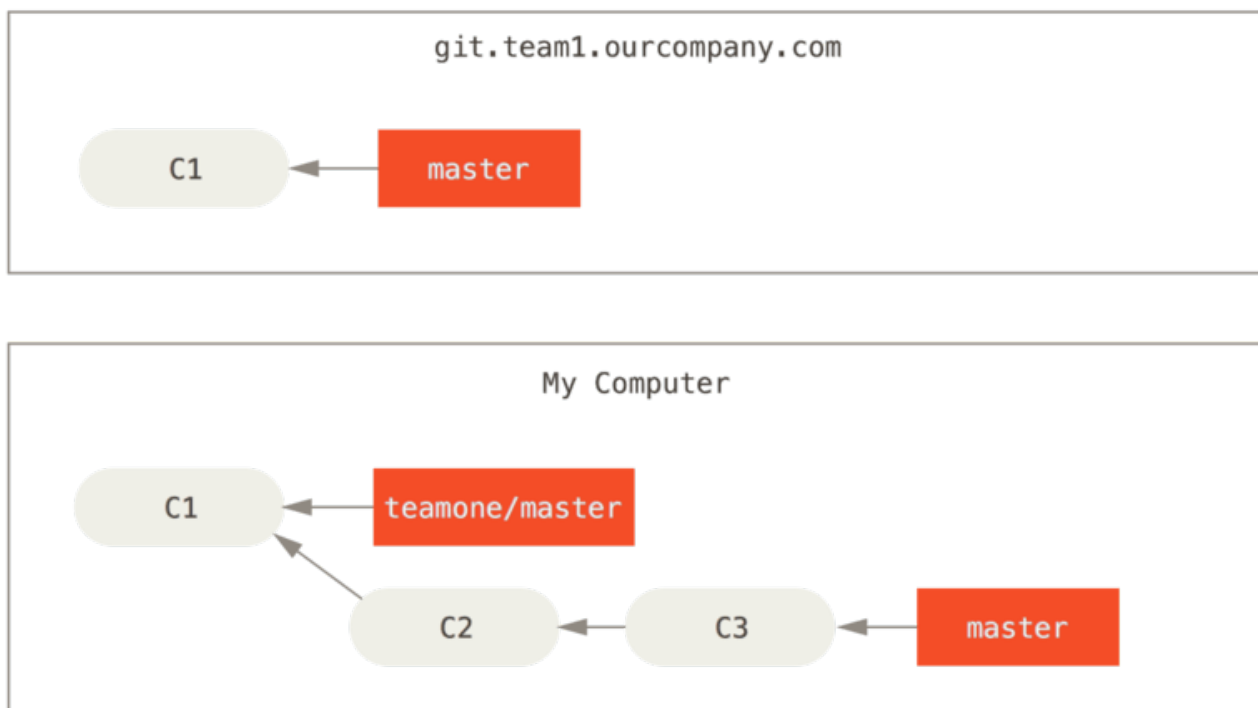 git.team1.ourcompany.com
C1
master
My Computer
C1
teamone/master
C2
C3
master